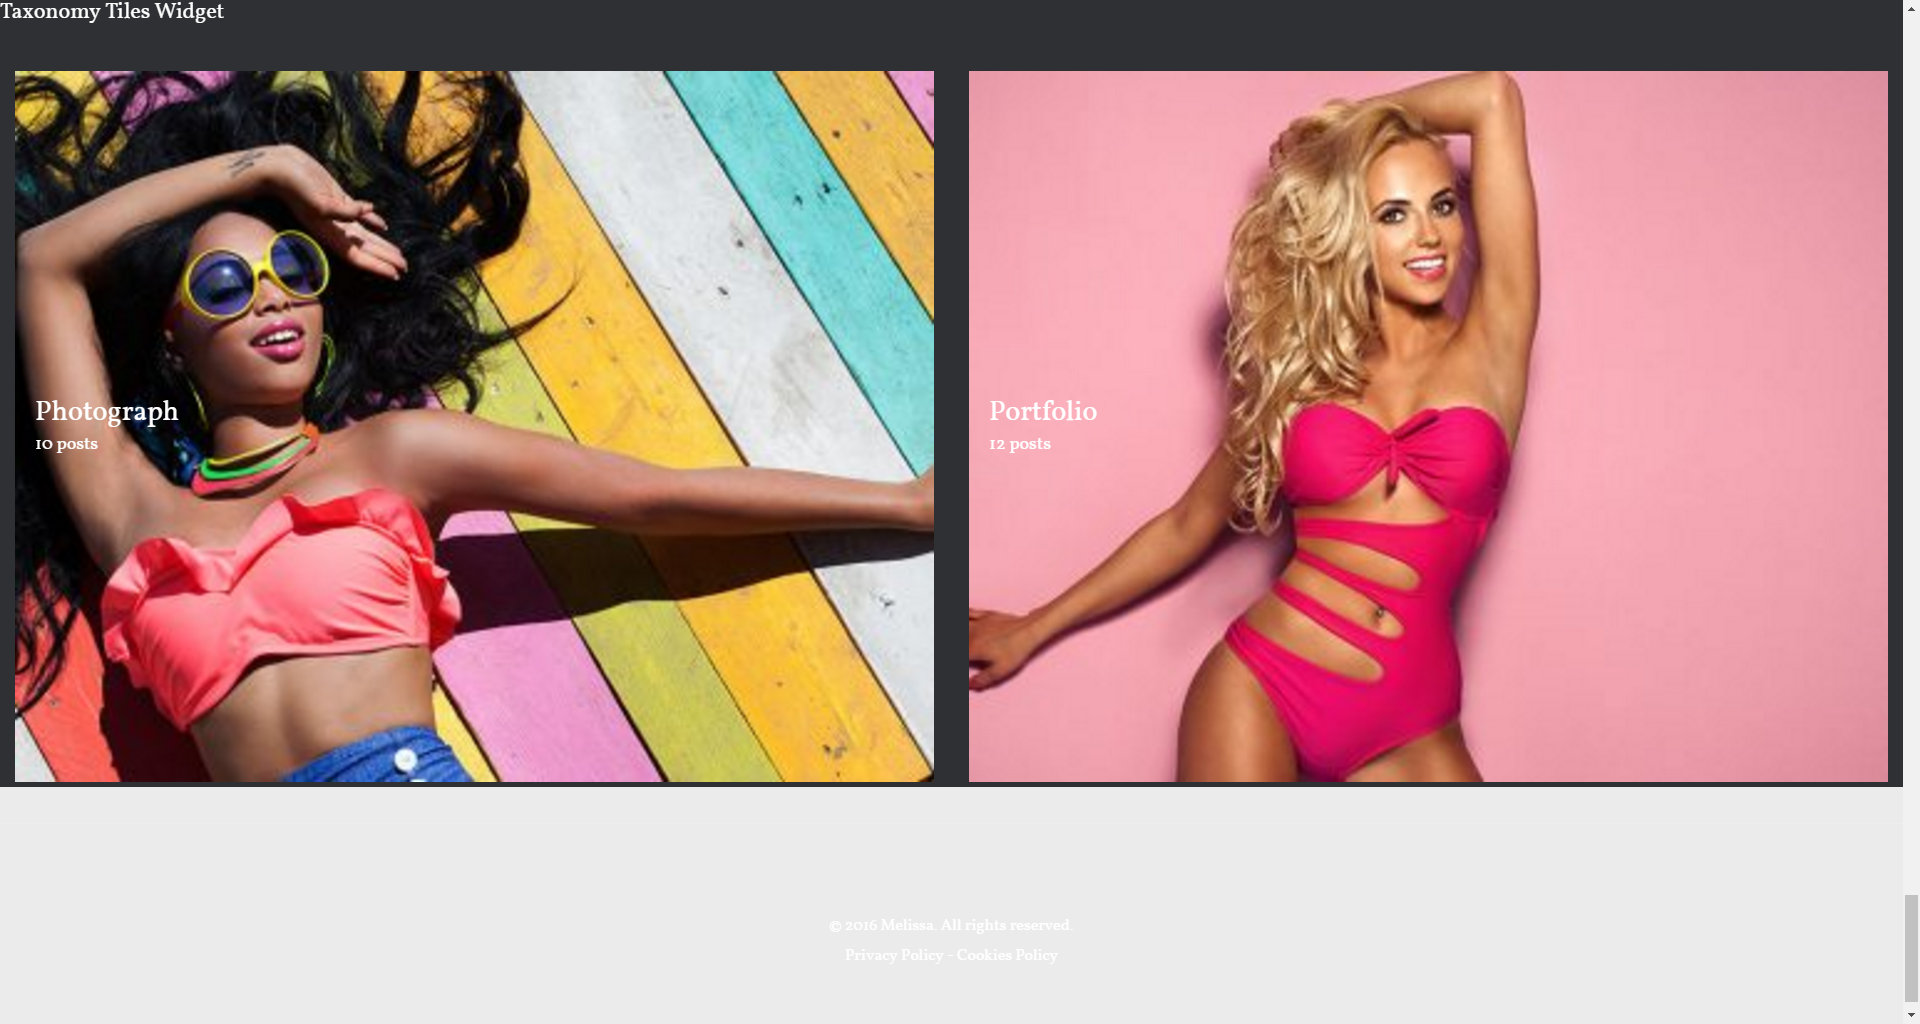 Taxonomy Tiles Widget
Photograph
10 posts
Portfolio
12 posts
© 2016 Melissa. All rights reserved.
Privacy Policy - Cookies Policy